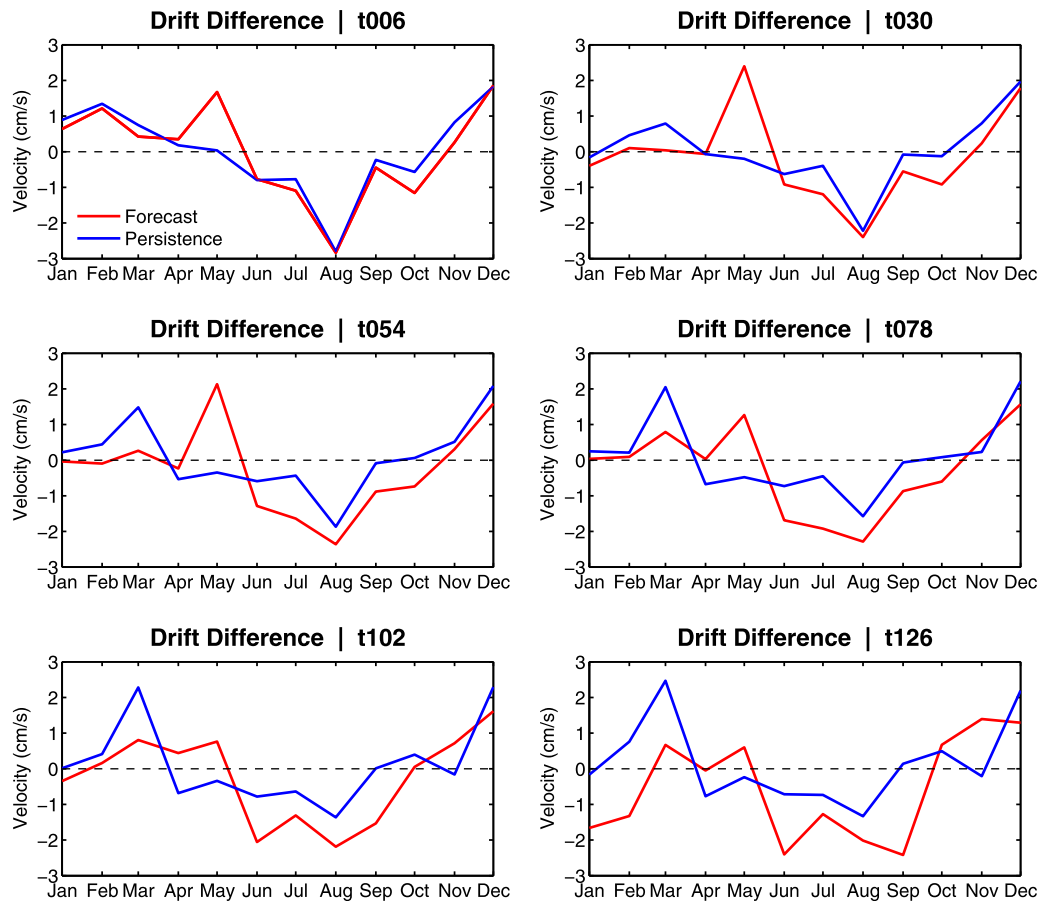 Drift Difference | t006
3
2
1
0
−1
−2
−3
Velocity (cm/s)
Forecast
Persistence
Jan Feb Mar Apr May Jun Jul Aug Sep Oct Nov Dec
Drift Difference | t030
3
2
1
0
−1
−2
−3
Velocity (cm/s)
Jan Feb Mar Apr May Jun Jul Aug Sep Oct Nov Dec
Drift Difference | t054
3
2
1
0
−1
−2
−3
Velocity (cm/s)
Jan Feb Mar Apr May Jun Jul Aug Sep Oct Nov Dec
Drift Difference | t078
3
2
1
0
−1
−2
−3
Velocity (cm/s)
Jan Feb Mar Apr May Jun Jul Aug Sep Oct Nov Dec
Drift Difference | t102
3
2
1
0
−1
−2
−3
Velocity (cm/s)
Jan Feb Mar Apr May Jun Jul Aug Sep Oct Nov Dec
Drift Difference | t126
3
2
1
0
−1
−2
−3
Velocity (cm/s)
Jan Feb Mar Apr May Jun Jul Aug Sep Oct Nov Dec